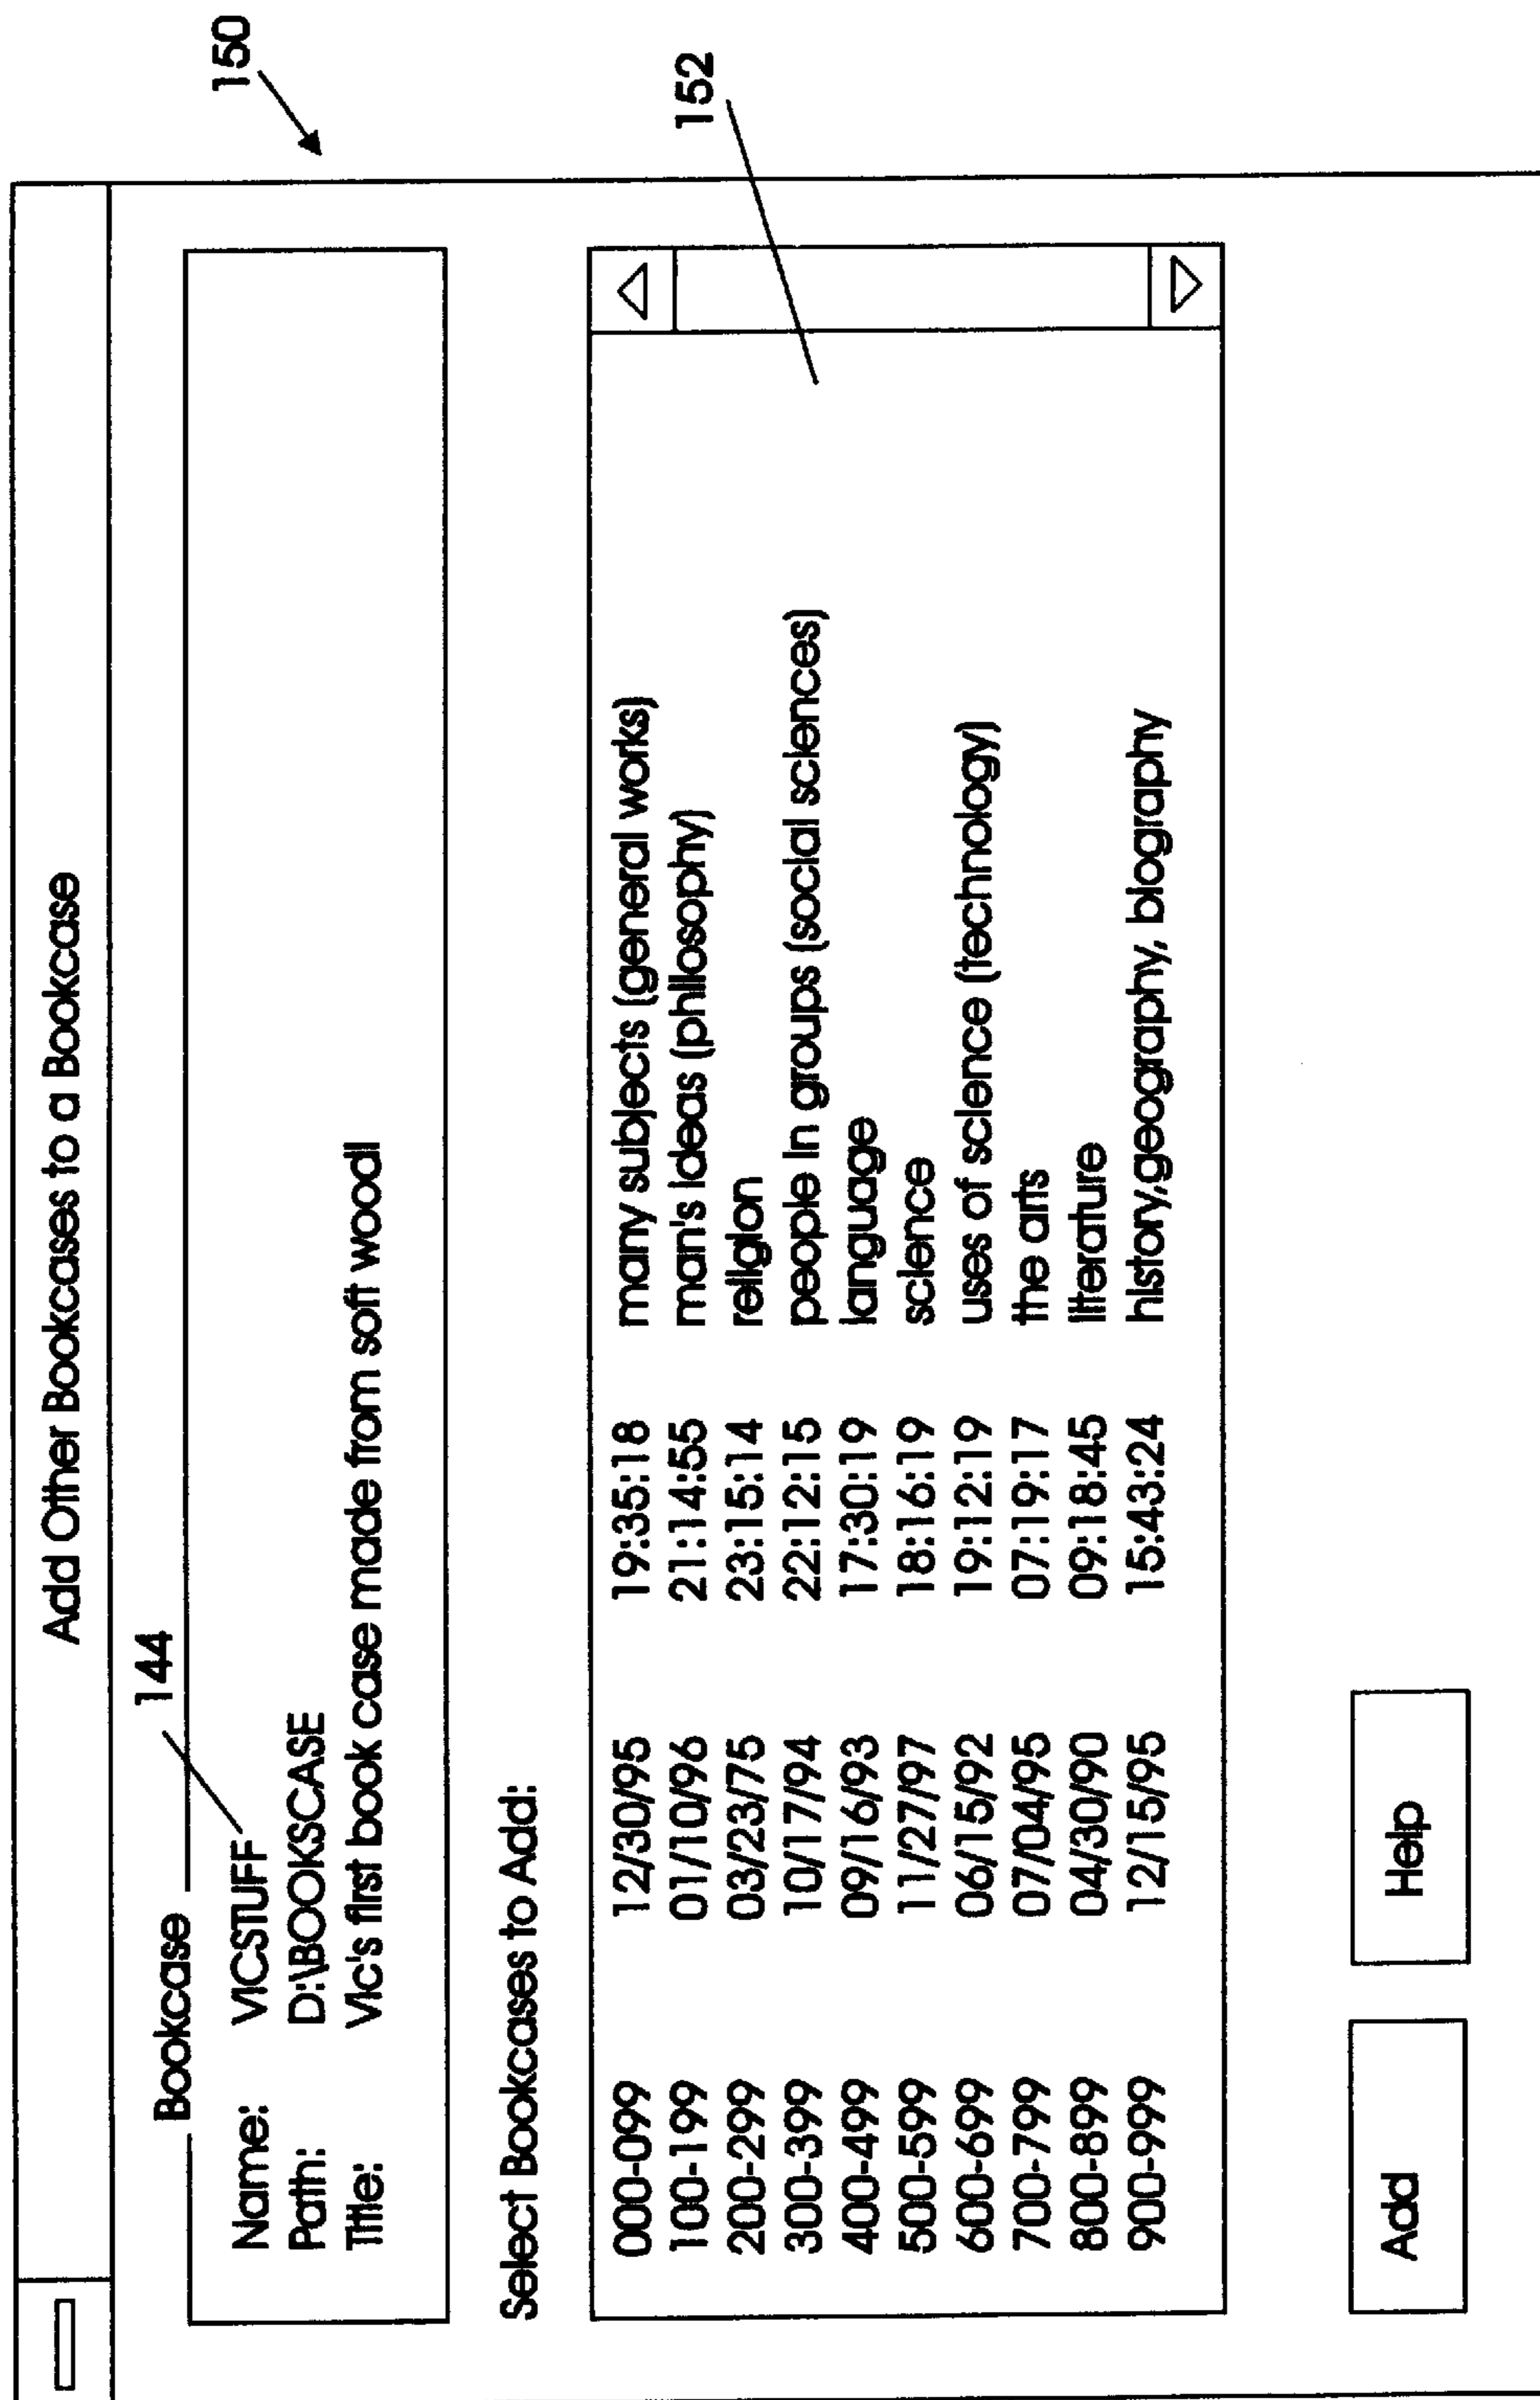 150
Add Other Bookcases to a Bookcase
144
Bookcase
Name: VICSTUFF
Path: D:\BOOKSCASE
Title: Vic's first book case made from soft wood!
152
Select Bookcases to Add:
000-099 12/30/95 19:35:18 many subjects (general works)
100-199 01/10/96 21:14:55 man's ideas (philosophy)
200-299 03/23/75 23:15:14 religion
300-399 10/17/94 22:12:15 people in groups (social sciences)
400-499 09/16/93 17:30:19 language
500-599 11/27/97 18:16:19 science
600-699 06/15/92 19:12:19 uses of science (technology)
700-799 07/04/95 07:19:17 the arts
800-899 04/30/90 09:18:45 literature
900-999 12/15/95 15:43:24 history,geography, biography
Add Help